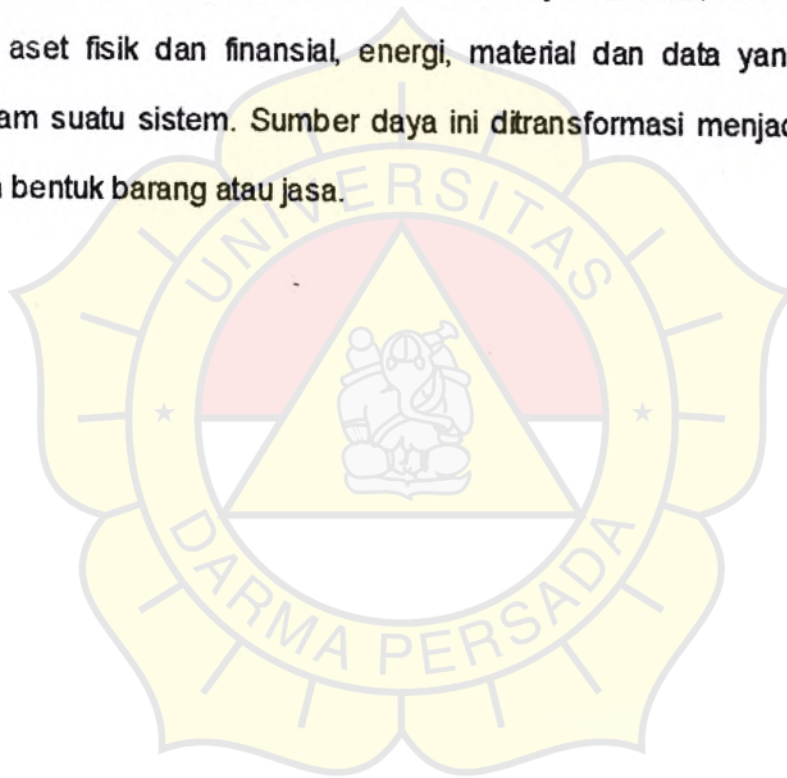 aset fisik dan finansial, energi, material dan data yan
am suatu sistem. Sumber daya ini ditransformasi menjad
bentuk barang atau jasa.
UNIVERSITAS
DARMA PERSADA